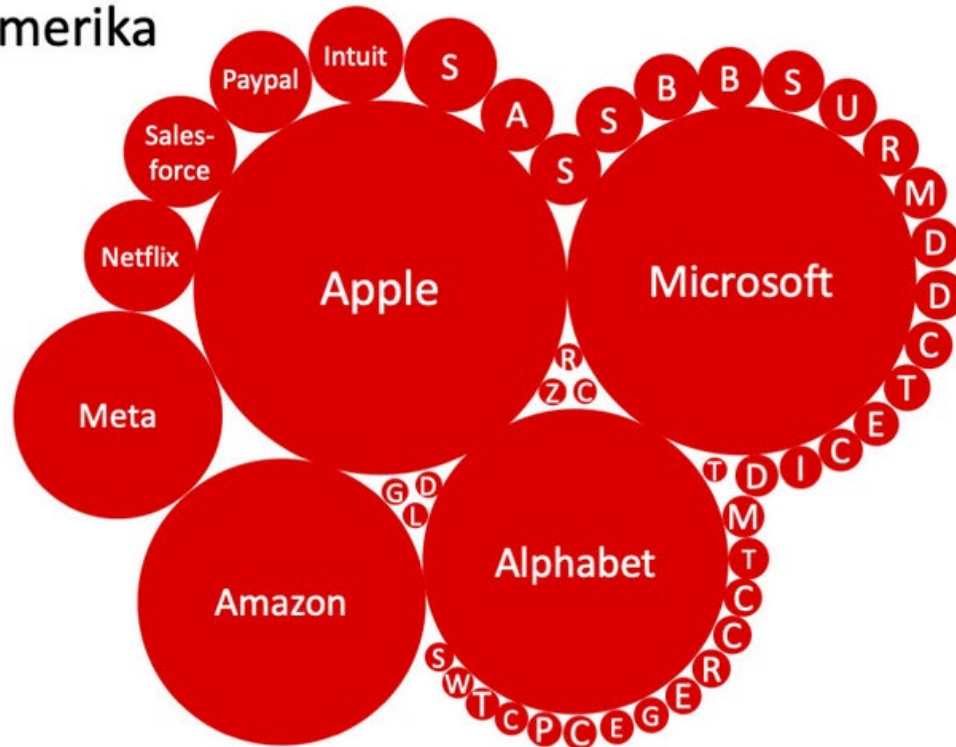 merika
Intuit
Paypal
S
A
S
S
B
B
S
U
R
M
D
D
C
T
E
C
I
D
T
Sales-
force
Netflix
Apple
Microsoft
R
Z
C
Meta
G
D
L
Amazon
Alphabet
M
T
C
C
R
E
G
E
C
P
C
T
W
S